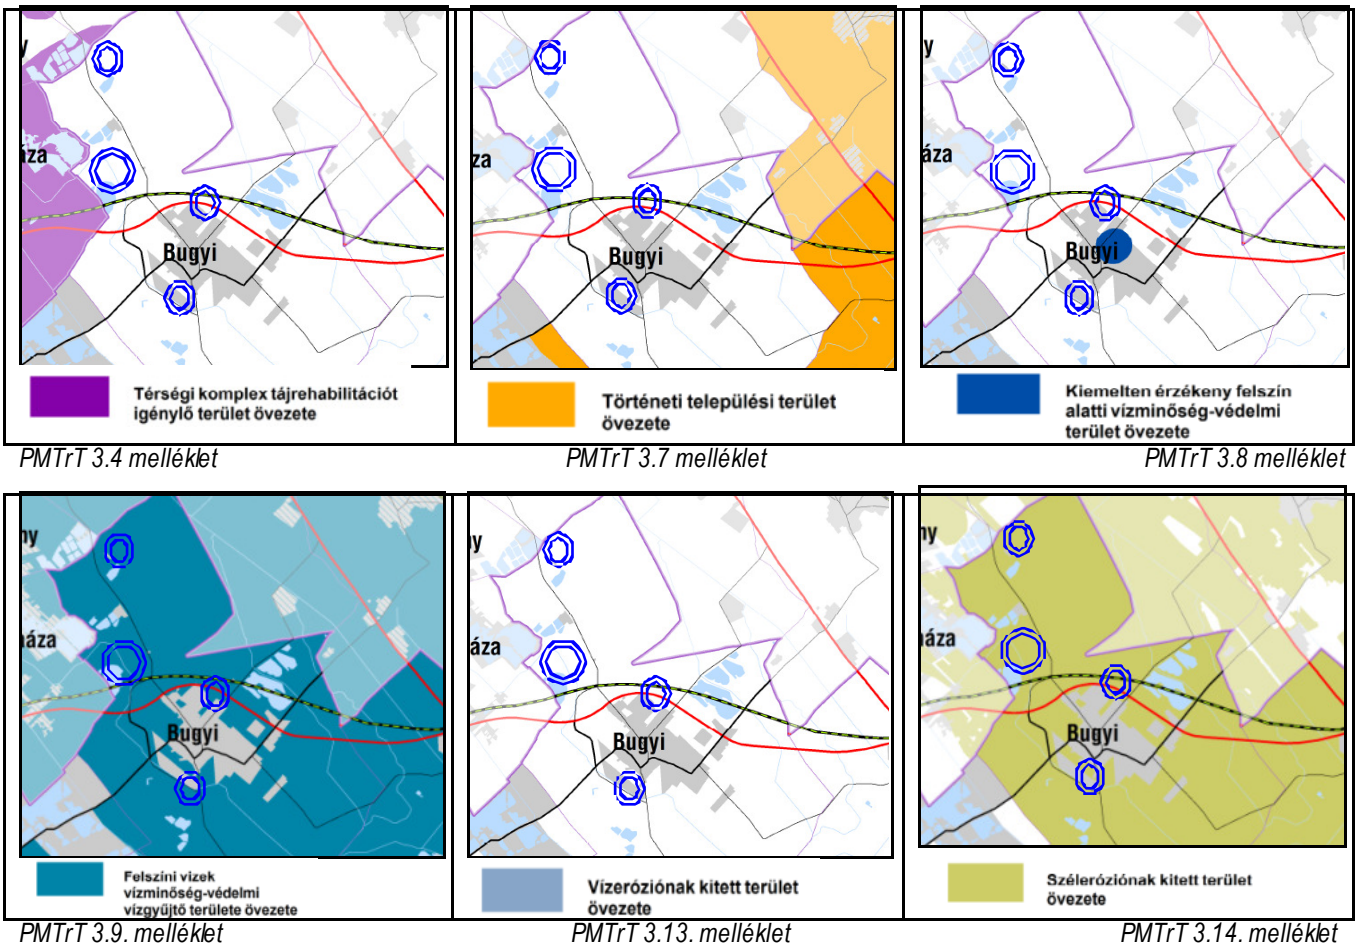 y
áza
Bugyi
Térségi komplex tájrehabilitációt
igénylő terület övezete
PMTrT 3.4 melléklet
za
Bugyi
Történeti települési terület
övezete
PMTrT 3.7 melléklet
y
áza
Bugyi
Kiemelten érzékeny felszín
alatti vízminőség-védelmi
terület övezete
PMTrT 3.8 melléklet
ny
áza
Bugyi
Felszíni vizek
vízminőség-védelmi
vízgyűjtő területe övezete
PMTrT 3.9. melléklet
ny
áza
Bugyi
Vízeróziónak kitett terület
övezete
PMTrT 3.13. melléklet
ny
áza
Bugyi
Széleróziónak kitett terület
övezete
PMTrT 3.14. melléklet